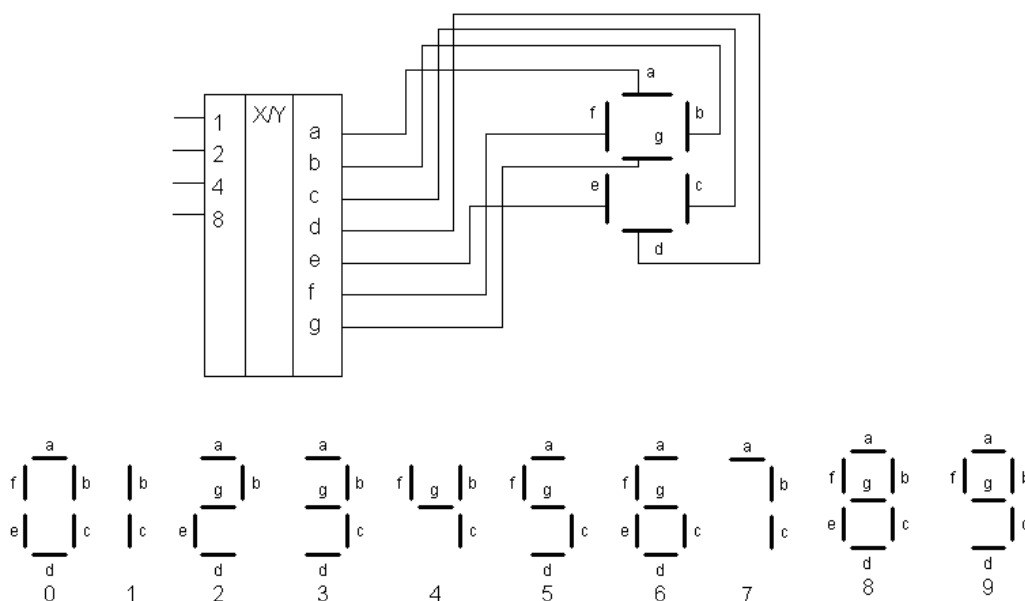 a
1 X/Y f b
a g
2
b
4 e c
c
8
d d
e
f
g
a a a a a a a a
f b b g b g b f g b f g f g b f g b f g b
e c c e c c c e c c e c c
d d d d d d d
0 1 2 3 4 5 6 7 8 9